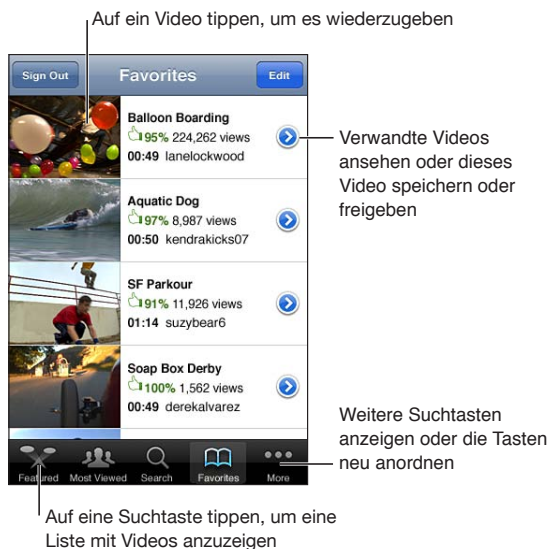 Auf ein Video tippen, um es wiederzugeben
Sign Out
Favorites
Edit
Balloon Boarding
95% 224,262 views
00:49 lanelockwood
Verwandte Videos
ansehen oder dieses
Video speichern oder
freigeben
Aquatic Dog
97% 8,987 views
00:50 kendrakicks07
SF Parkour
91% 11,926 views
01:14 suzybear6
Soap Box Derby
100% 1,562 views
00:49 derekalvarez
Weitere Suchtasten
anzeigen oder die Tasten
neu anordnen
Featured
Most Viewed
Search
Favorites
More
Auf eine Suchtaste tippen, um eine
Liste mit Videos anzuzeigen